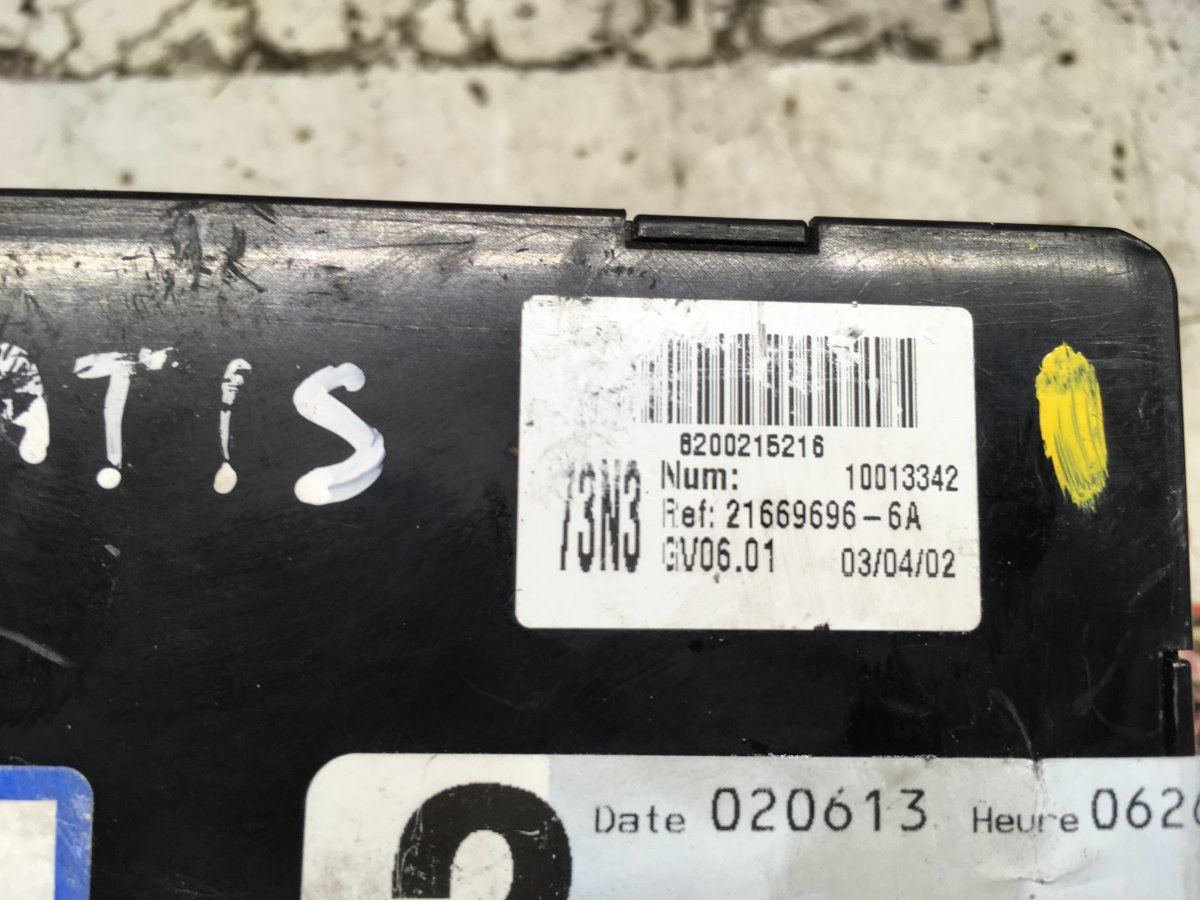 ATIS
8200215216
Num: 10013342
73N3
Ref: 21669696-6A
GV06.01 03/04/02
Date 020613 Heure 062